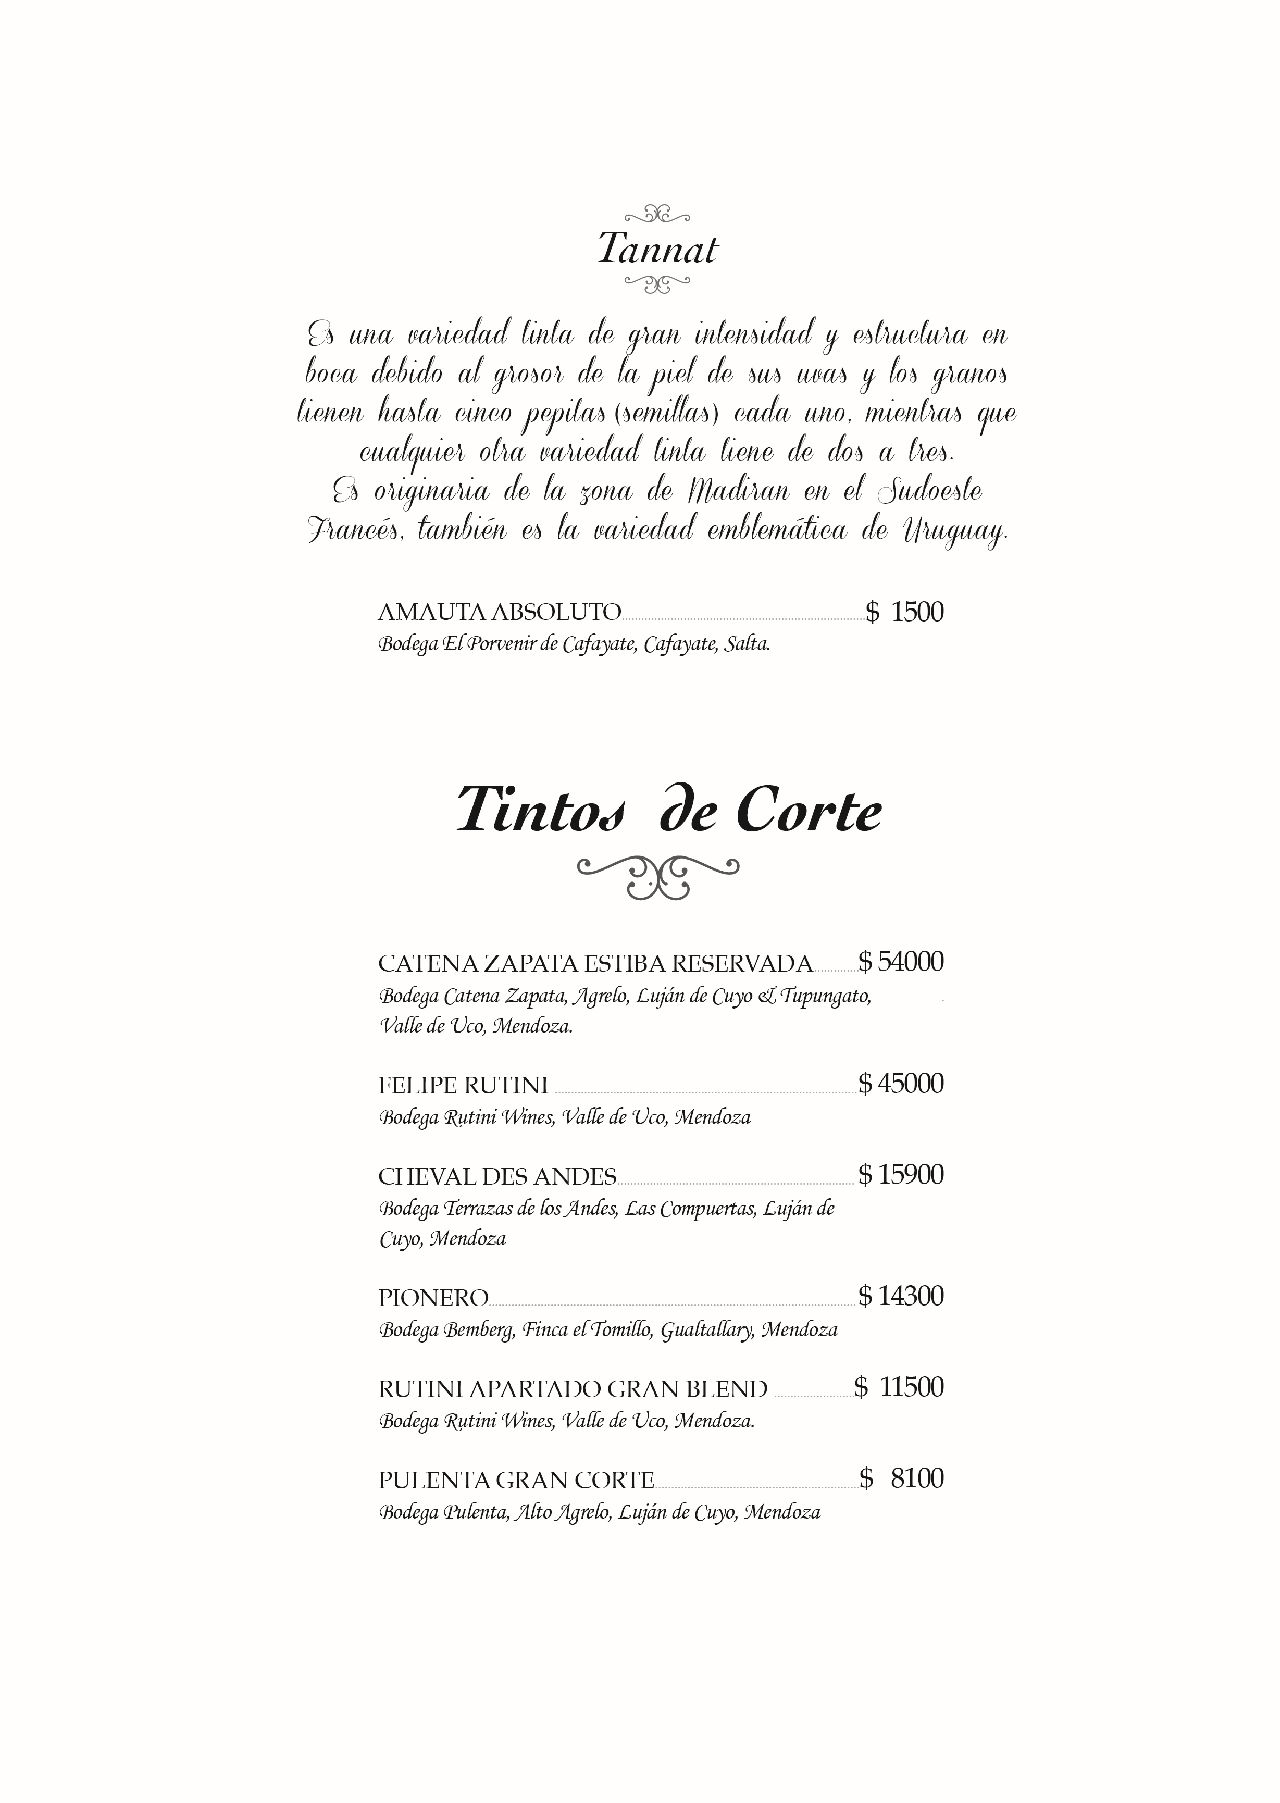 Tannat
Es una variedad tinta de gran intensidad y estructura en
boca debido al grosor de la piel de sus uvas y los granos
tienen hasta cinco pepitas (semillas) cada uno, mientras que
cualquier otra variedad tinta tiene de dos a tres.
Es originaria de la zona de Madiran en el Sudoeste
Francés, también es la variedad emblemática de Uruguay.
AMAUTA ABSOLUTO $ 1500
Bodega El Porvenir de Cafayate, Cafayate, Salta.
Tintos de Corte
CATENA ZAPATA ESTIBA RESERVADA $ 54000
Bodega Catena Zapata, Agrelo, Luján de Cuyo & Tupungato,
Valle de Uco, Mendoza.
FELIPE RUTINI $ 45000
Bodega Rutini Wines, Valle de Uco, Mendoza
CHEVAL DES ANDES $ 15900
Bodega Terrazas de los Andes, Las Compuertas, Luján de
Cuyo, Mendoza
PIONERO $ 14300
Bodega Bemberg, Finca el Tomillo, Gualtallary, Mendoza
RUTINI APARTADO GRAN BLEND $ 11500
Bodega Rutini Wines, Valle de Uco, Mendoza.
PULENTA GRAN CORTE $ 8100
Bodega Pulenta, Alto Agrelo, Luján de Cuyo, Mendoza